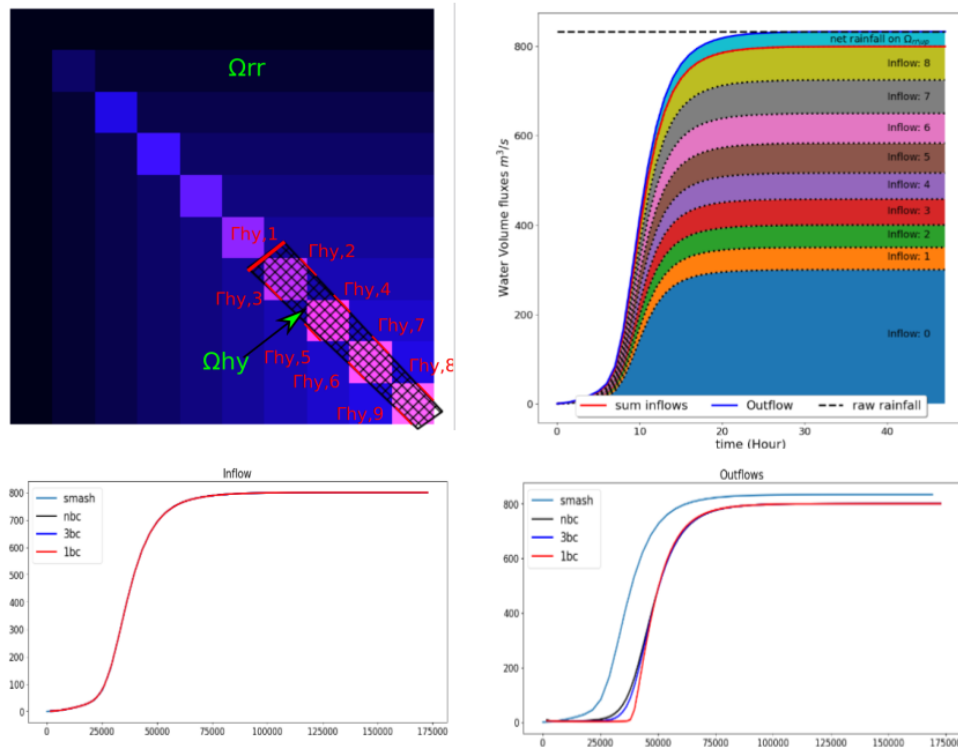 Ωrr
Γhy,1
Γhy,2
Γhy,3
Γhy,4
Ωhy
Γhy,5
Γhy,7
Γhy,6
Γhy,8
Γhy,9
net rainfall on Ωmap
Inflow: 8
Inflow: 7
Inflow: 6
Inflow: 5
Inflow: 4
Inflow: 3
Inflow: 2
Inflow: 1
Inflow: 0
800
600
400
200
0
Water Volume fluxes m³/s
sum inflows
Outflow
raw rainfall
0 10 20 30 40
time (Hour)
Inflow
smash
nbc
3bc
1bc
800
700
600
500
400
300
200
100
0
0 25000 50000 75000 100000 125000 150000 175000
Outflows
smash
nbc
3bc
1bc
800
600
400
200
0
0 25000 50000 75000 100000 125000 150000 175000